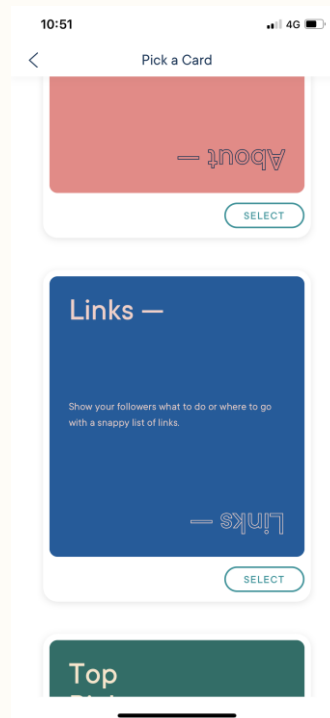 10:51
4G
Pick a Card
About —
SELECT
Links —
Show your followers what to do or where to go
with a snappy list of links.
Links —
SELECT
Top